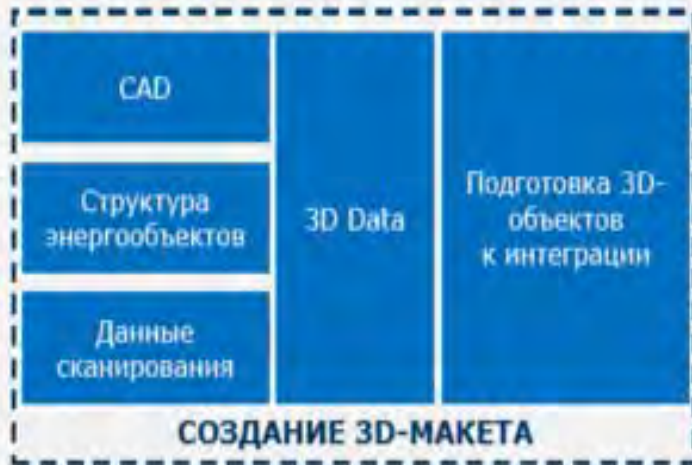 CAD
Структура
энергообъектов
Данные
сканирования
3D Data
Подготовка 3D-
объектов
к интеграции
СОЗДАНИЕ 3D-МАКЕТА